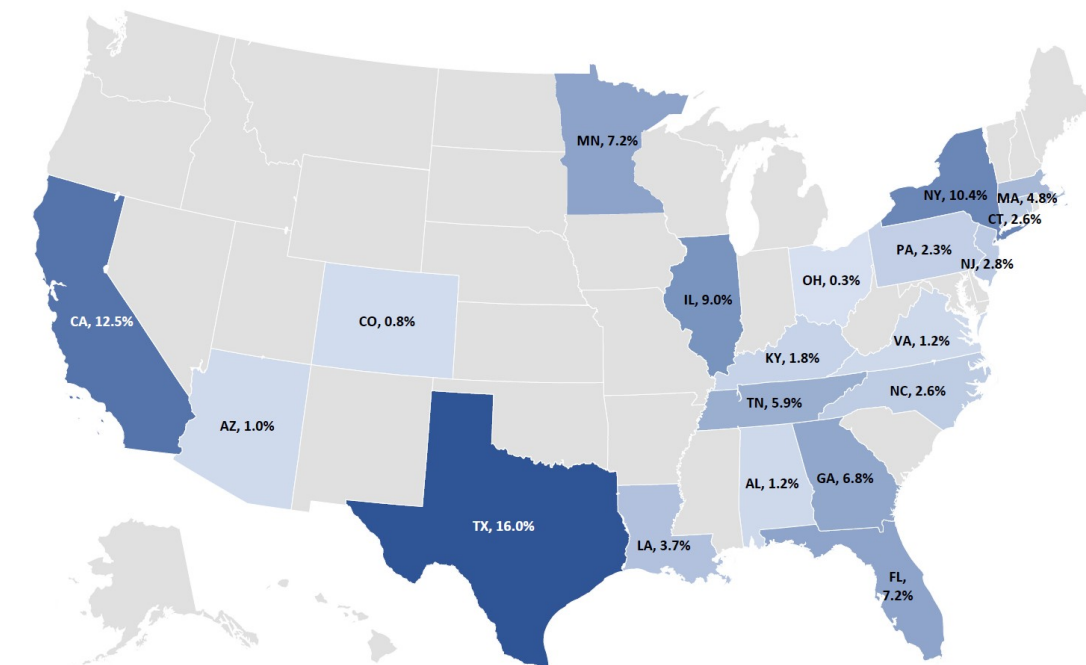 MN, 7.2%
NY, 10.4%
MA, 4.8%
CT, 2.6%
PA, 2.3%
NJ, 2.8%
OH, 0.3%
IL, 9.0%
CA, 12.5%
CO, 0.8%
VA, 1.2%
KY, 1.8%
NC, 2.6%
TN, 5.9%
AZ, 1.0%
GA, 6.8%
AL, 1.2%
TX, 16.0%
LA, 3.7%
FL,
7.2%